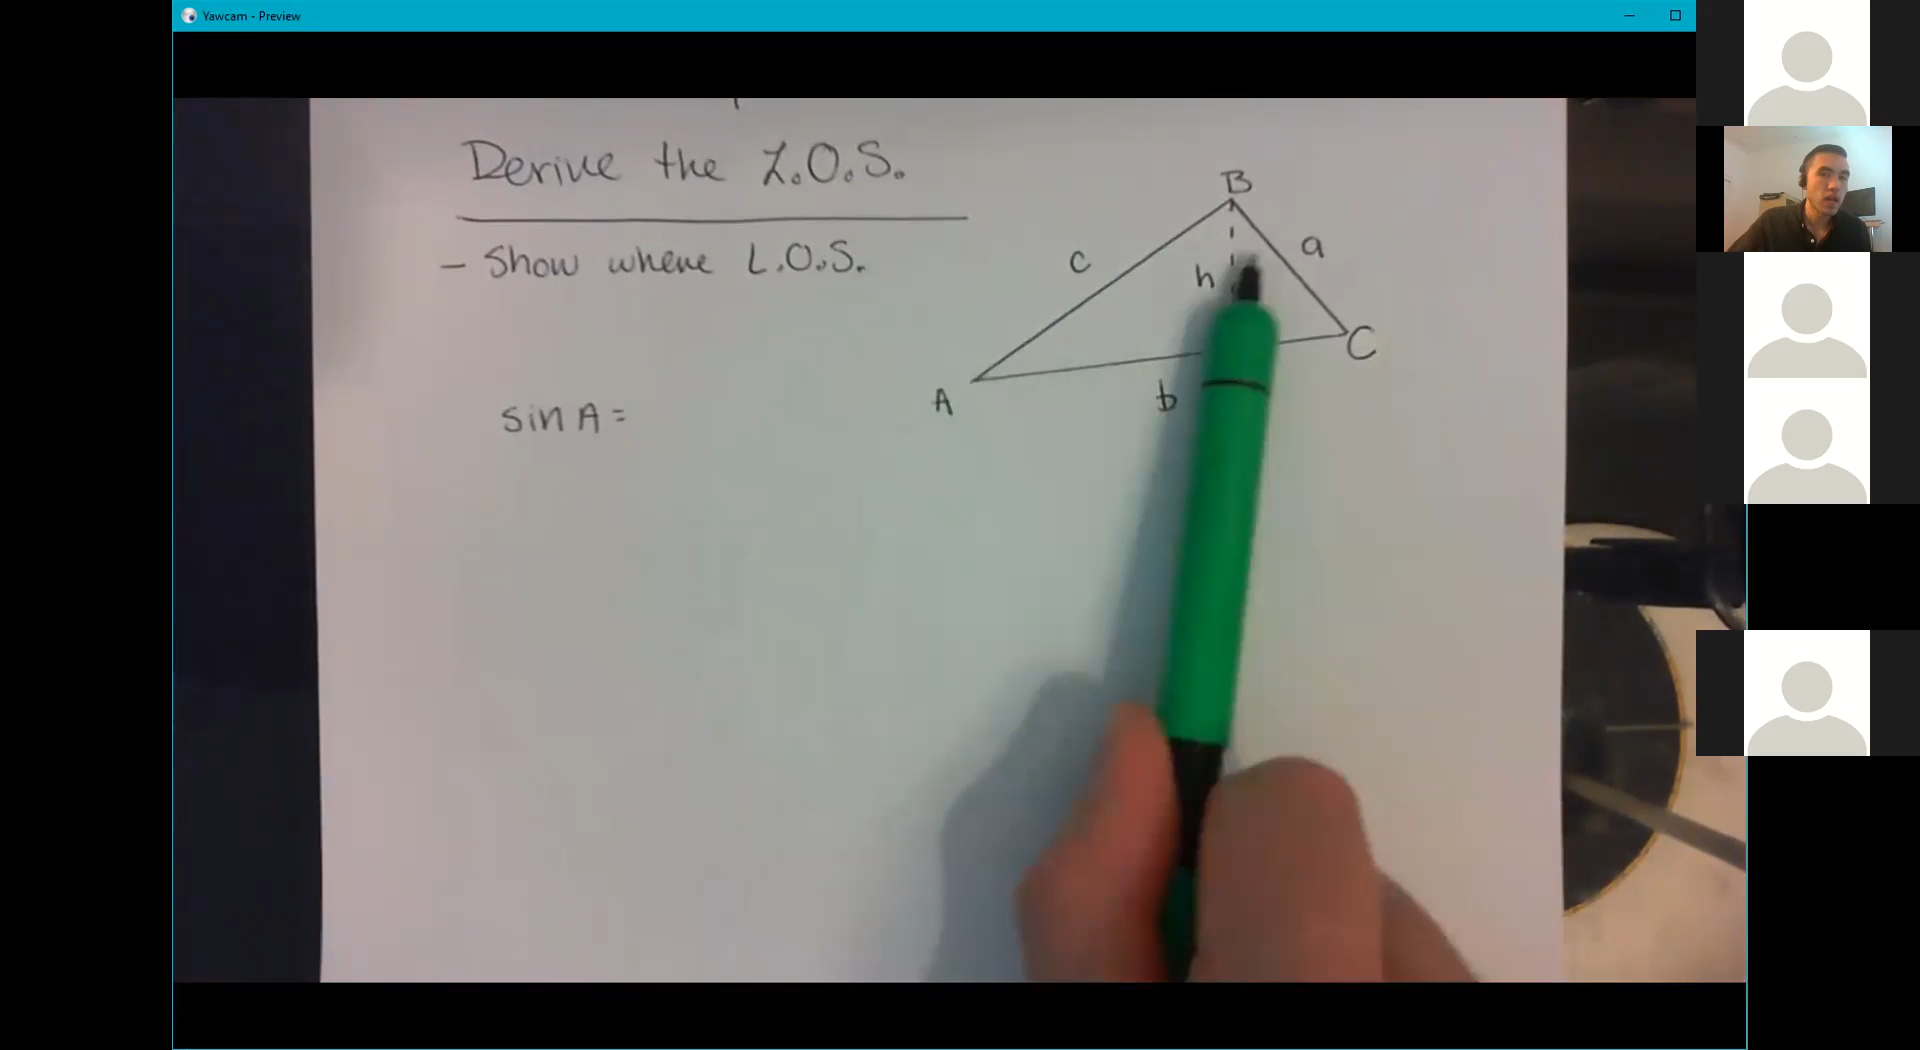 Yawcam - Preview
Derive the L.O.S.
- Show where L.O.S.
B
c
a
h
C
A
b
sin A =